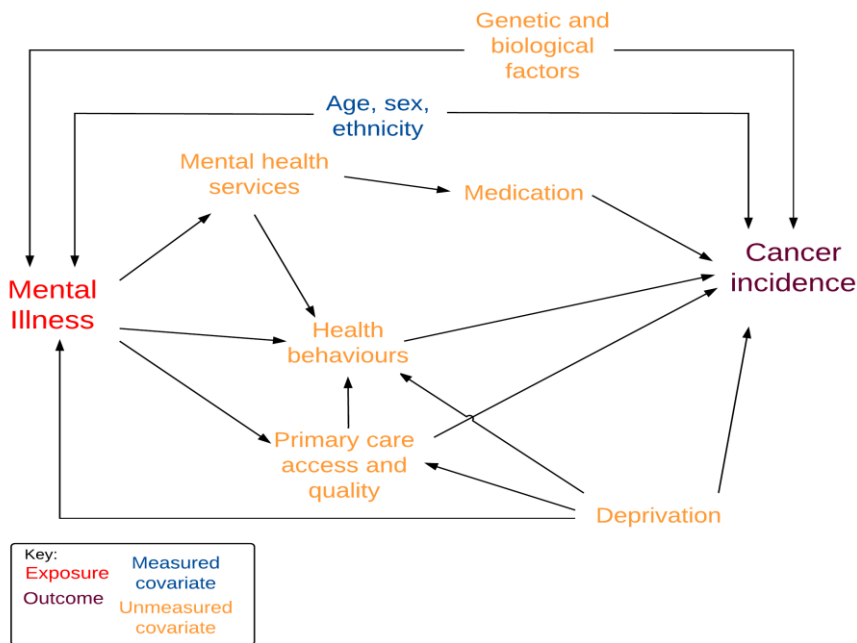 Genetic and
biological
factors
Age, sex,
ethnicity
Mental health
services
Medication
Cancer
incidence
Mental
Illness
Health
behaviours
Primary care
access and
quality
Deprivation
Key:
Exposure
Outcome
Measured
covariate
Unmeasured
covariate